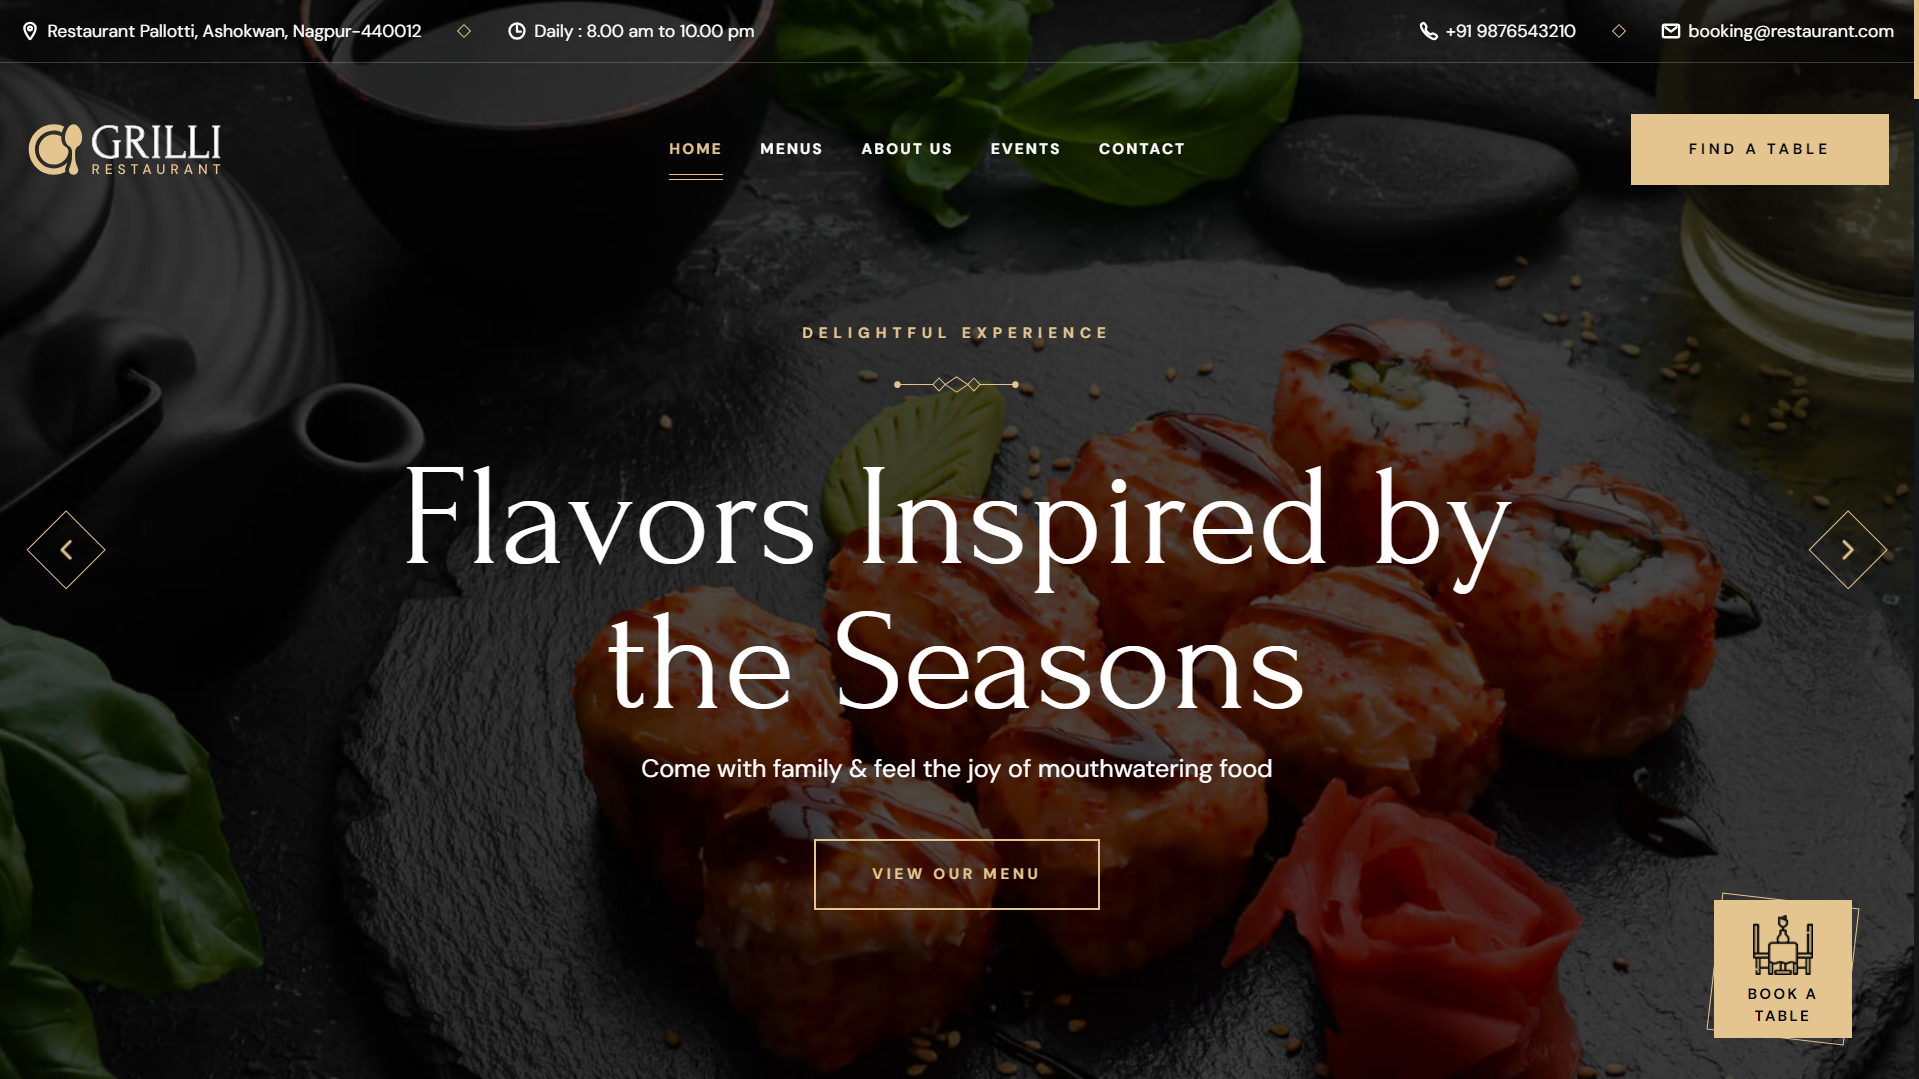 Restaurant Pallotti, Ashokwan, Nagpur-440012
Daily : 8.00 am to 10.00 pm
+91 9876543210
booking@restaurant.com
GRILLI
RESTAURANT
HOME
MENUS
ABOUT US
EVENTS
CONTACT
FIND A TABLE
DELIGHTFUL EXPERIENCE
Flavors Inspired by
the Seasons
Come with family & feel the joy of mouthwatering food
VIEW OUR MENU
BOOK A
TABLE